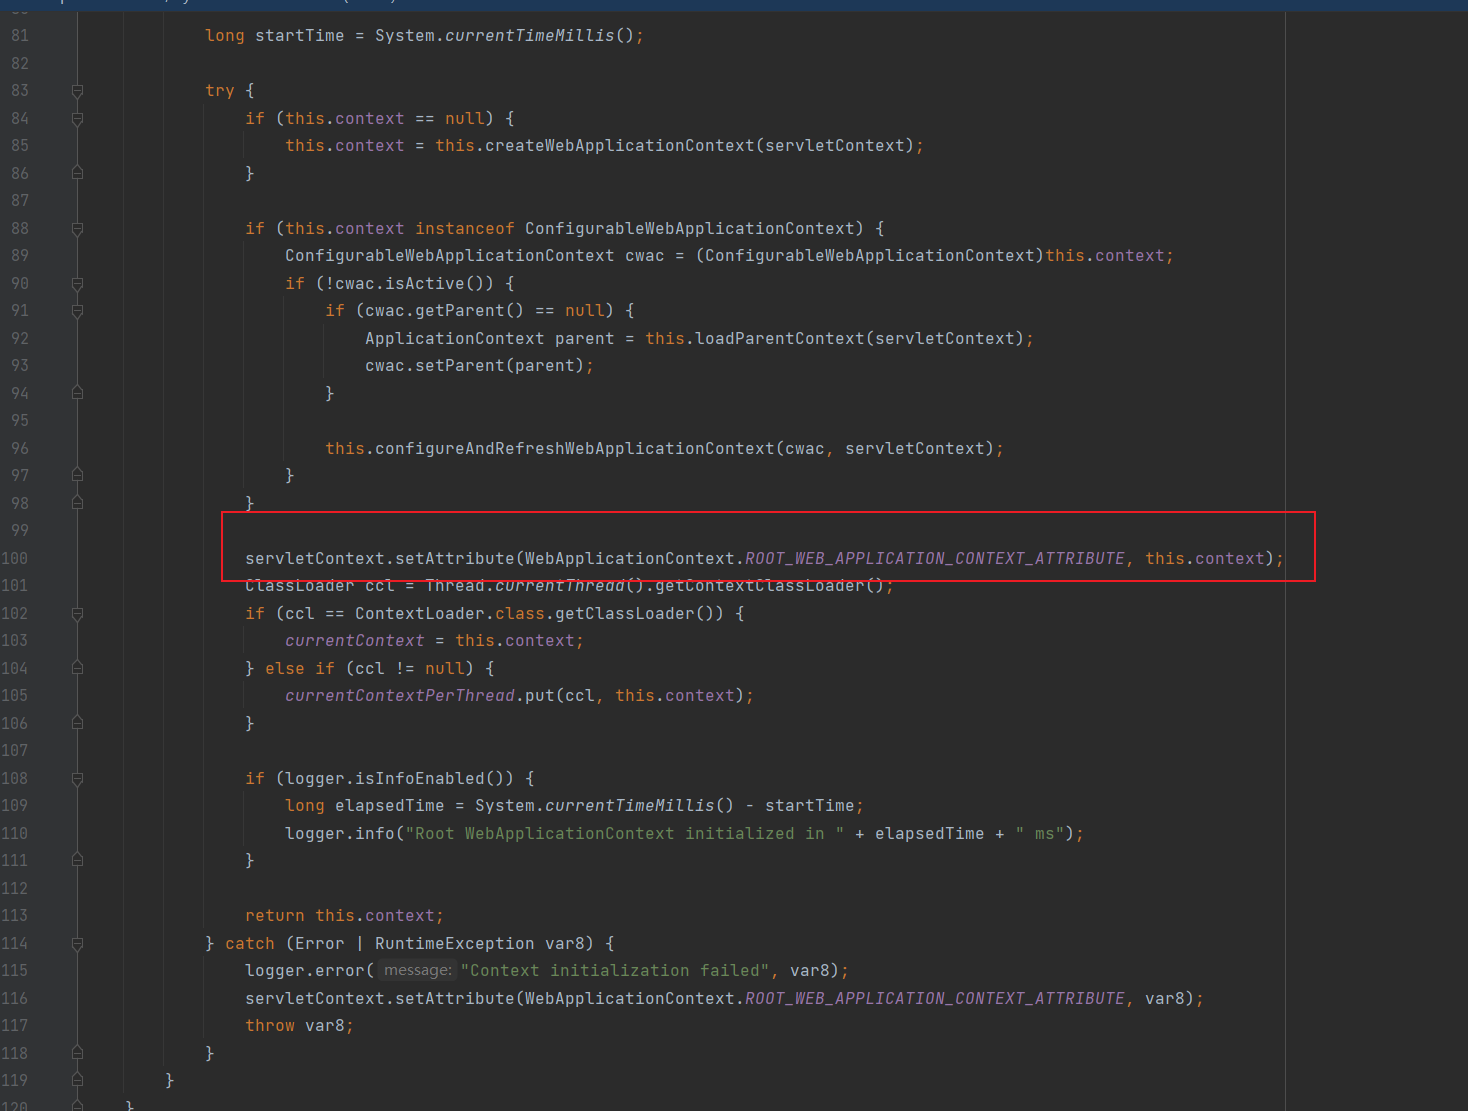 81 long startTime = System.currentTimeMillis();
82
83 try {
84 if (this.context == null) {
85 this.context = this.createWebApplicationContext(servletContext);
86 }
87
88 if (this.context instanceof ConfigurableWebApplicationContext) {
89 ConfigurableWebApplicationContext cwac = (ConfigurableWebApplicationContext)this.context;
90 if (!cwac.isActive()) {
91 if (cwac.getParent() == null) {
92 ApplicationContext parent = this.loadParentContext(servletContext);
93 cwac.setParent(parent);
94 }
95
96 this.configureAndRefreshWebApplicationContext(cwac, servletContext);
97 }
98 }
99
100 servletContext.setAttribute(WebApplicationContext.ROOT_WEB_APPLICATION_CONTEXT_ATTRIBUTE, this.context);
101 ClassLoader ccl = Thread.currentThread().getContextClassLoader();
102 if (ccl == ContextLoader.class.getClassLoader()) {
103 currentContext = this.context;
104 } else if (ccl != null) {
105 currentContextPerThread.put(ccl, this.context);
106 }
107
108 if (logger.isInfoEnabled()) {
109 long elapsedTime = System.currentTimeMillis() - startTime;
110 logger.info("Root WebApplicationContext initialized in " + elapsedTime + " ms");
111 }
112
113 return this.context;
114 } catch (Error | RuntimeException var8) {
115 logger.error( message: "Context initialization failed", var8);
116 servletContext.setAttribute(WebApplicationContext.ROOT_WEB_APPLICATION_CONTEXT_ATTRIBUTE, var8);
117 throw var8;
118 }
119 }
120 }